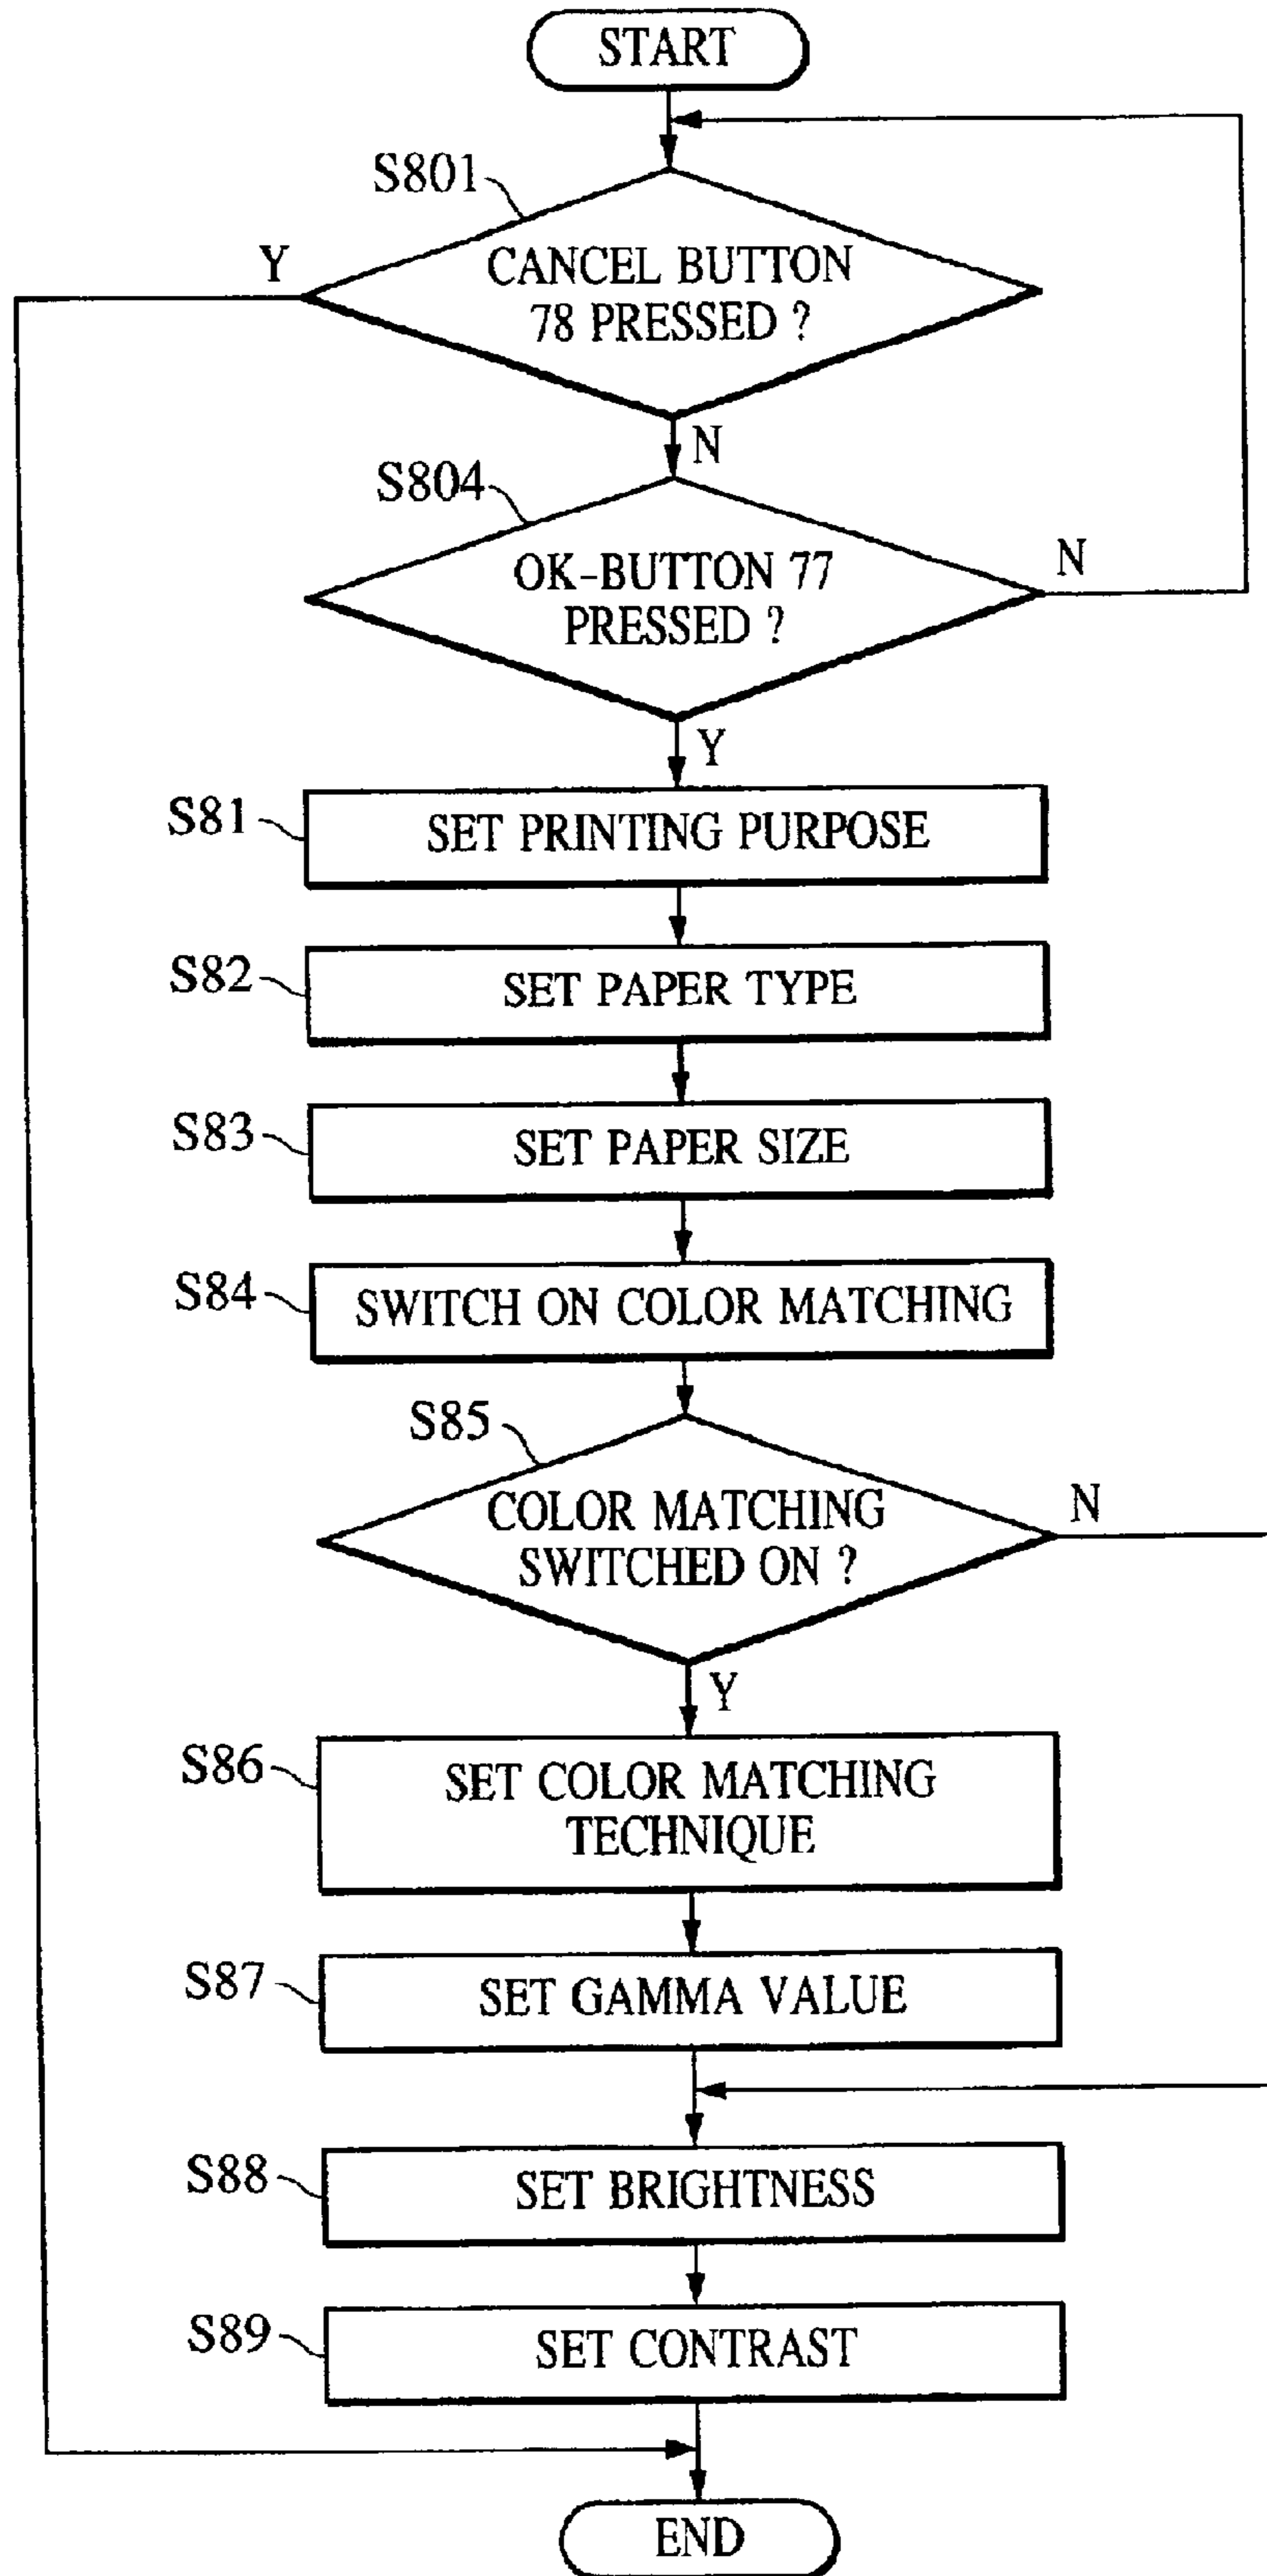 START
S801
Y
CANCEL BUTTON
78 PRESSED ?
N
S804
OK-BUTTON 77
PRESSED ?
N
Y
S81
SET PRINTING PURPOSE
S82
SET PAPER TYPE
S83
SET PAPER SIZE
S84
SWITCH ON COLOR MATCHING
S85
COLOR MATCHING
SWITCHED ON ?
N
Y
S86
SET COLOR MATCHING
TECHNIQUE
S87
SET GAMMA VALUE
S88
SET BRIGHTNESS
S89
SET CONTRAST
END